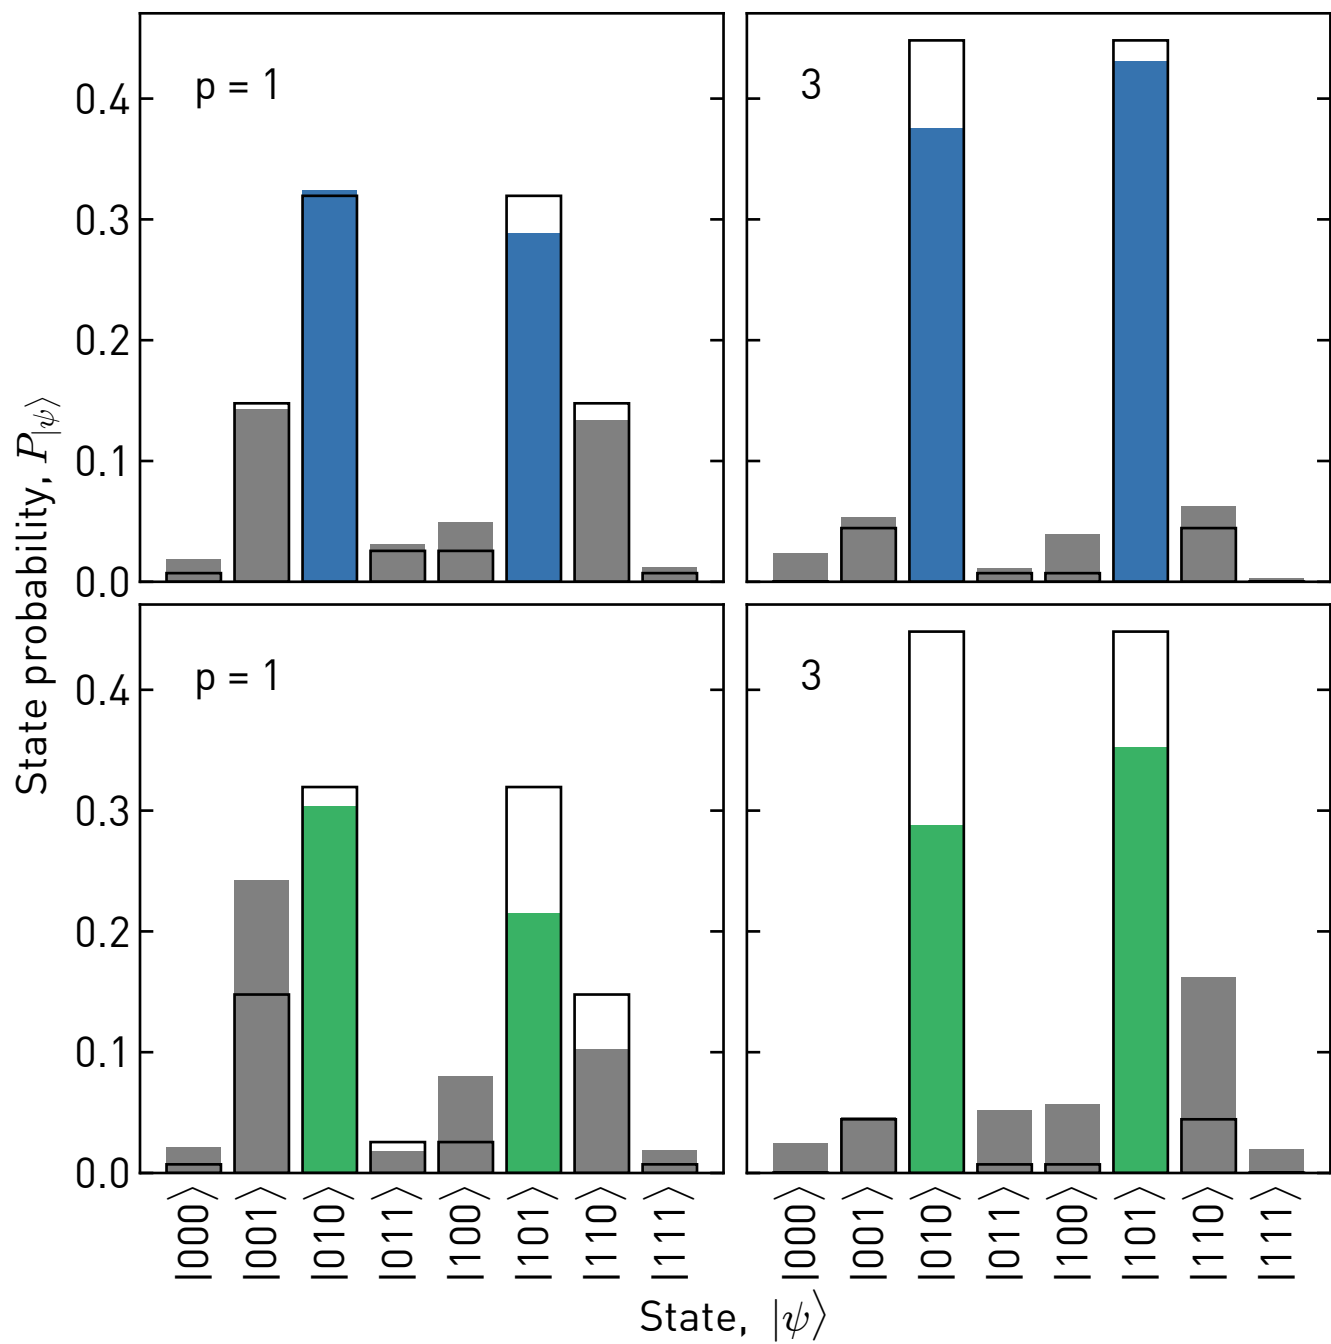 State probability, P|ψ⟩
p = 1
3
0.4
0.3
0.2
0.1
0.0
p = 1
3
0.4
0.3
0.2
0.1
0.0
|000⟩ |001⟩ |010⟩ |011⟩ |100⟩ |101⟩ |110⟩ |111⟩
|000⟩ |001⟩ |010⟩ |011⟩ |100⟩ |101⟩ |110⟩ |111⟩
State, |ψ⟩